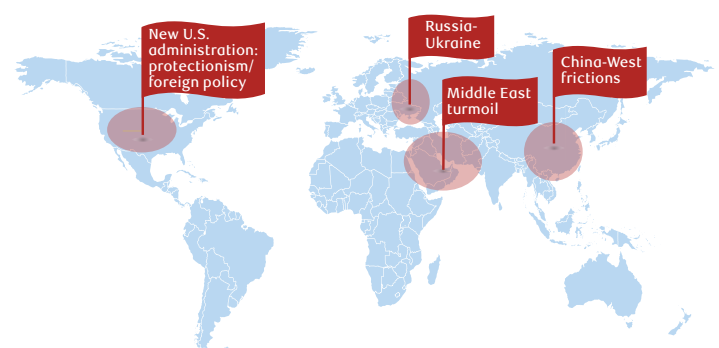 New U.S.
administration:
protectionism/
foreign policy
Russia-
Ukraine
Middle East
turmoil
China-West
frictions